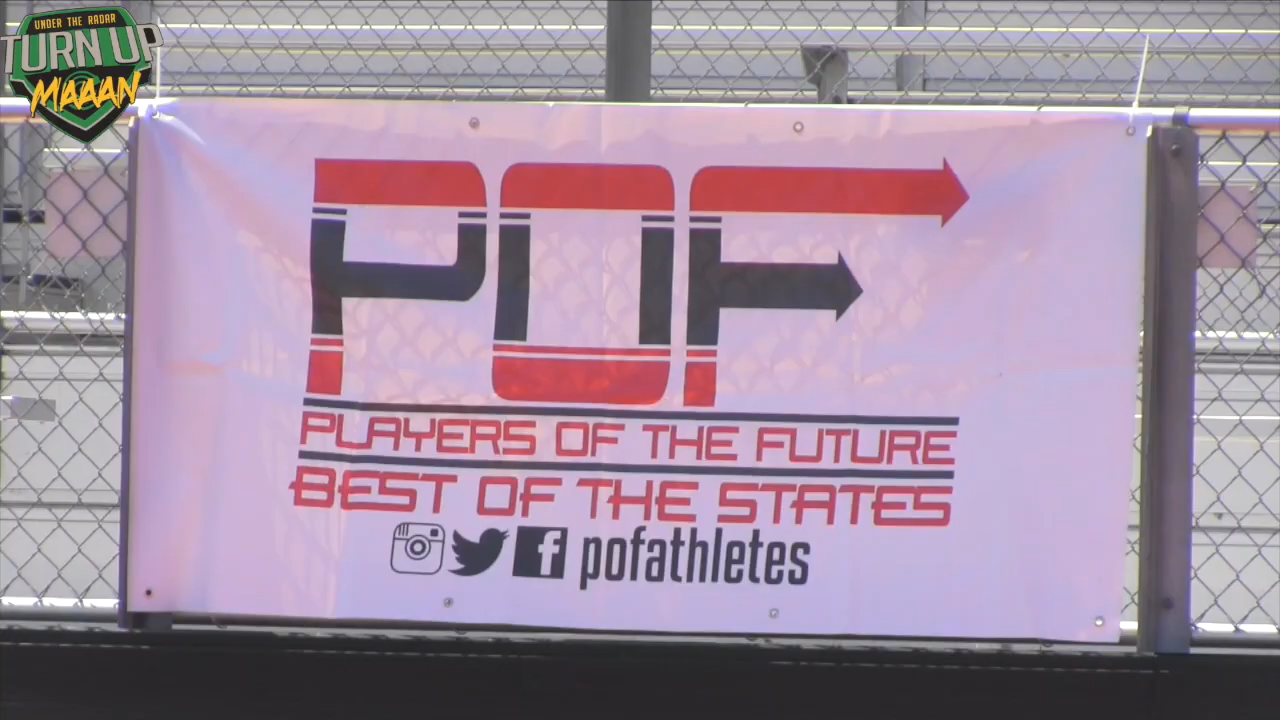 UNDER THE RADAR
TURN UP
MAAAN
POF
PLAYERS OF THE FUTURE
BEST OF THE STATES
pofathletes